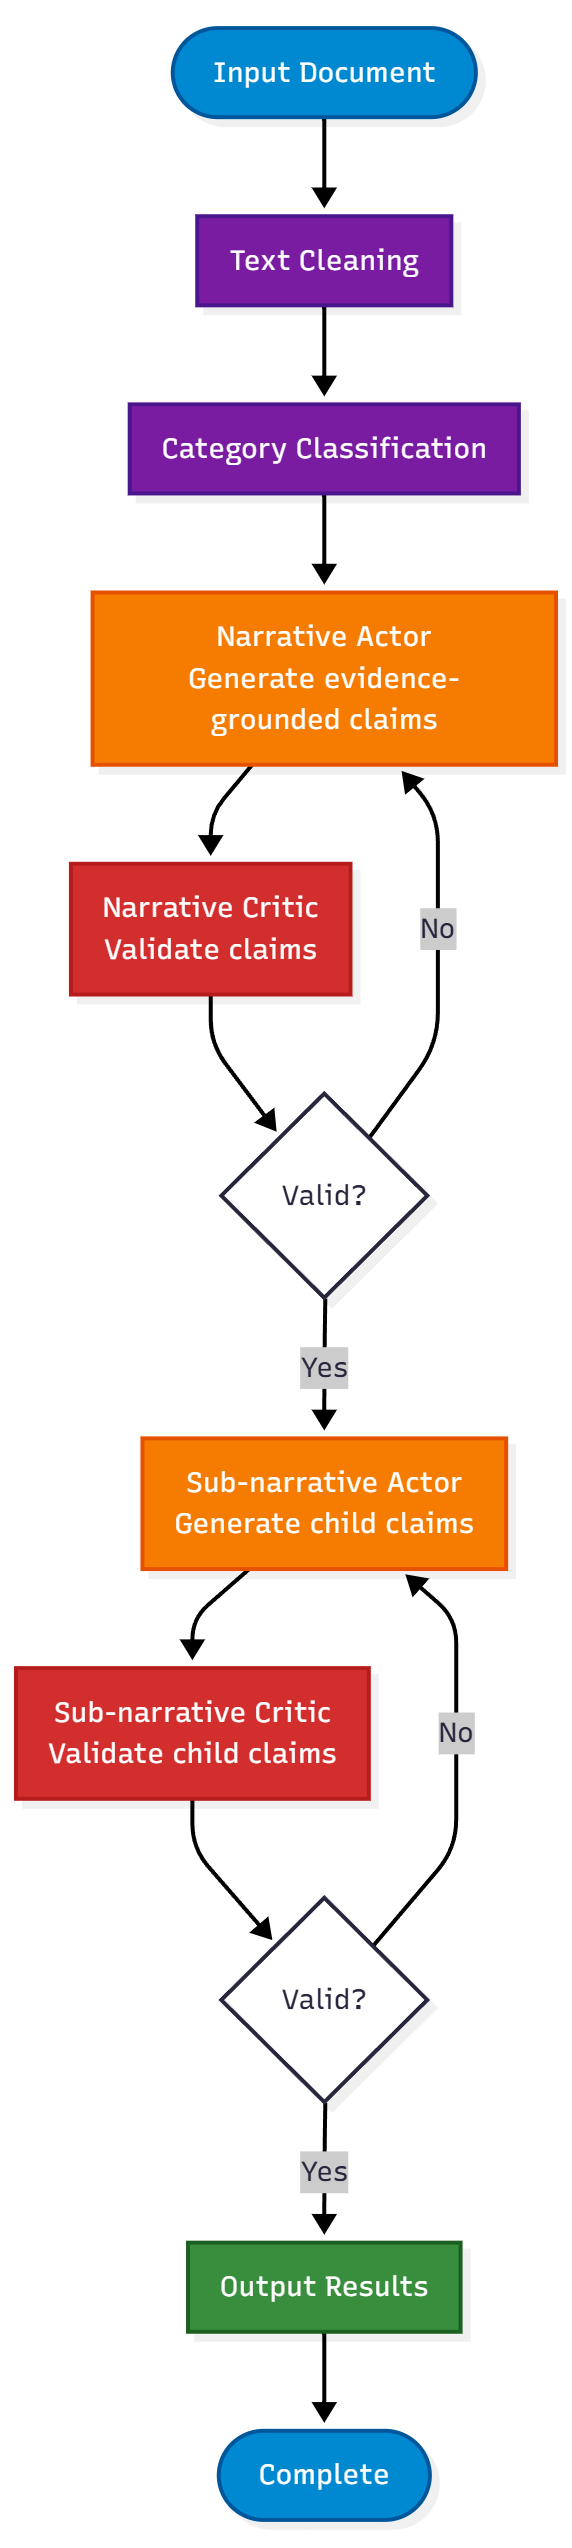 Input Document
Text Cleaning
Category Classification
Narrative Actor
Generate evidence-
grounded claims
Narrative Critic
Validate claims
No
Valid?
Yes
Sub-narrative Actor
Generate child claims
Sub-narrative Critic
Validate child claims
No
Valid?
Yes
Output Results
Complete